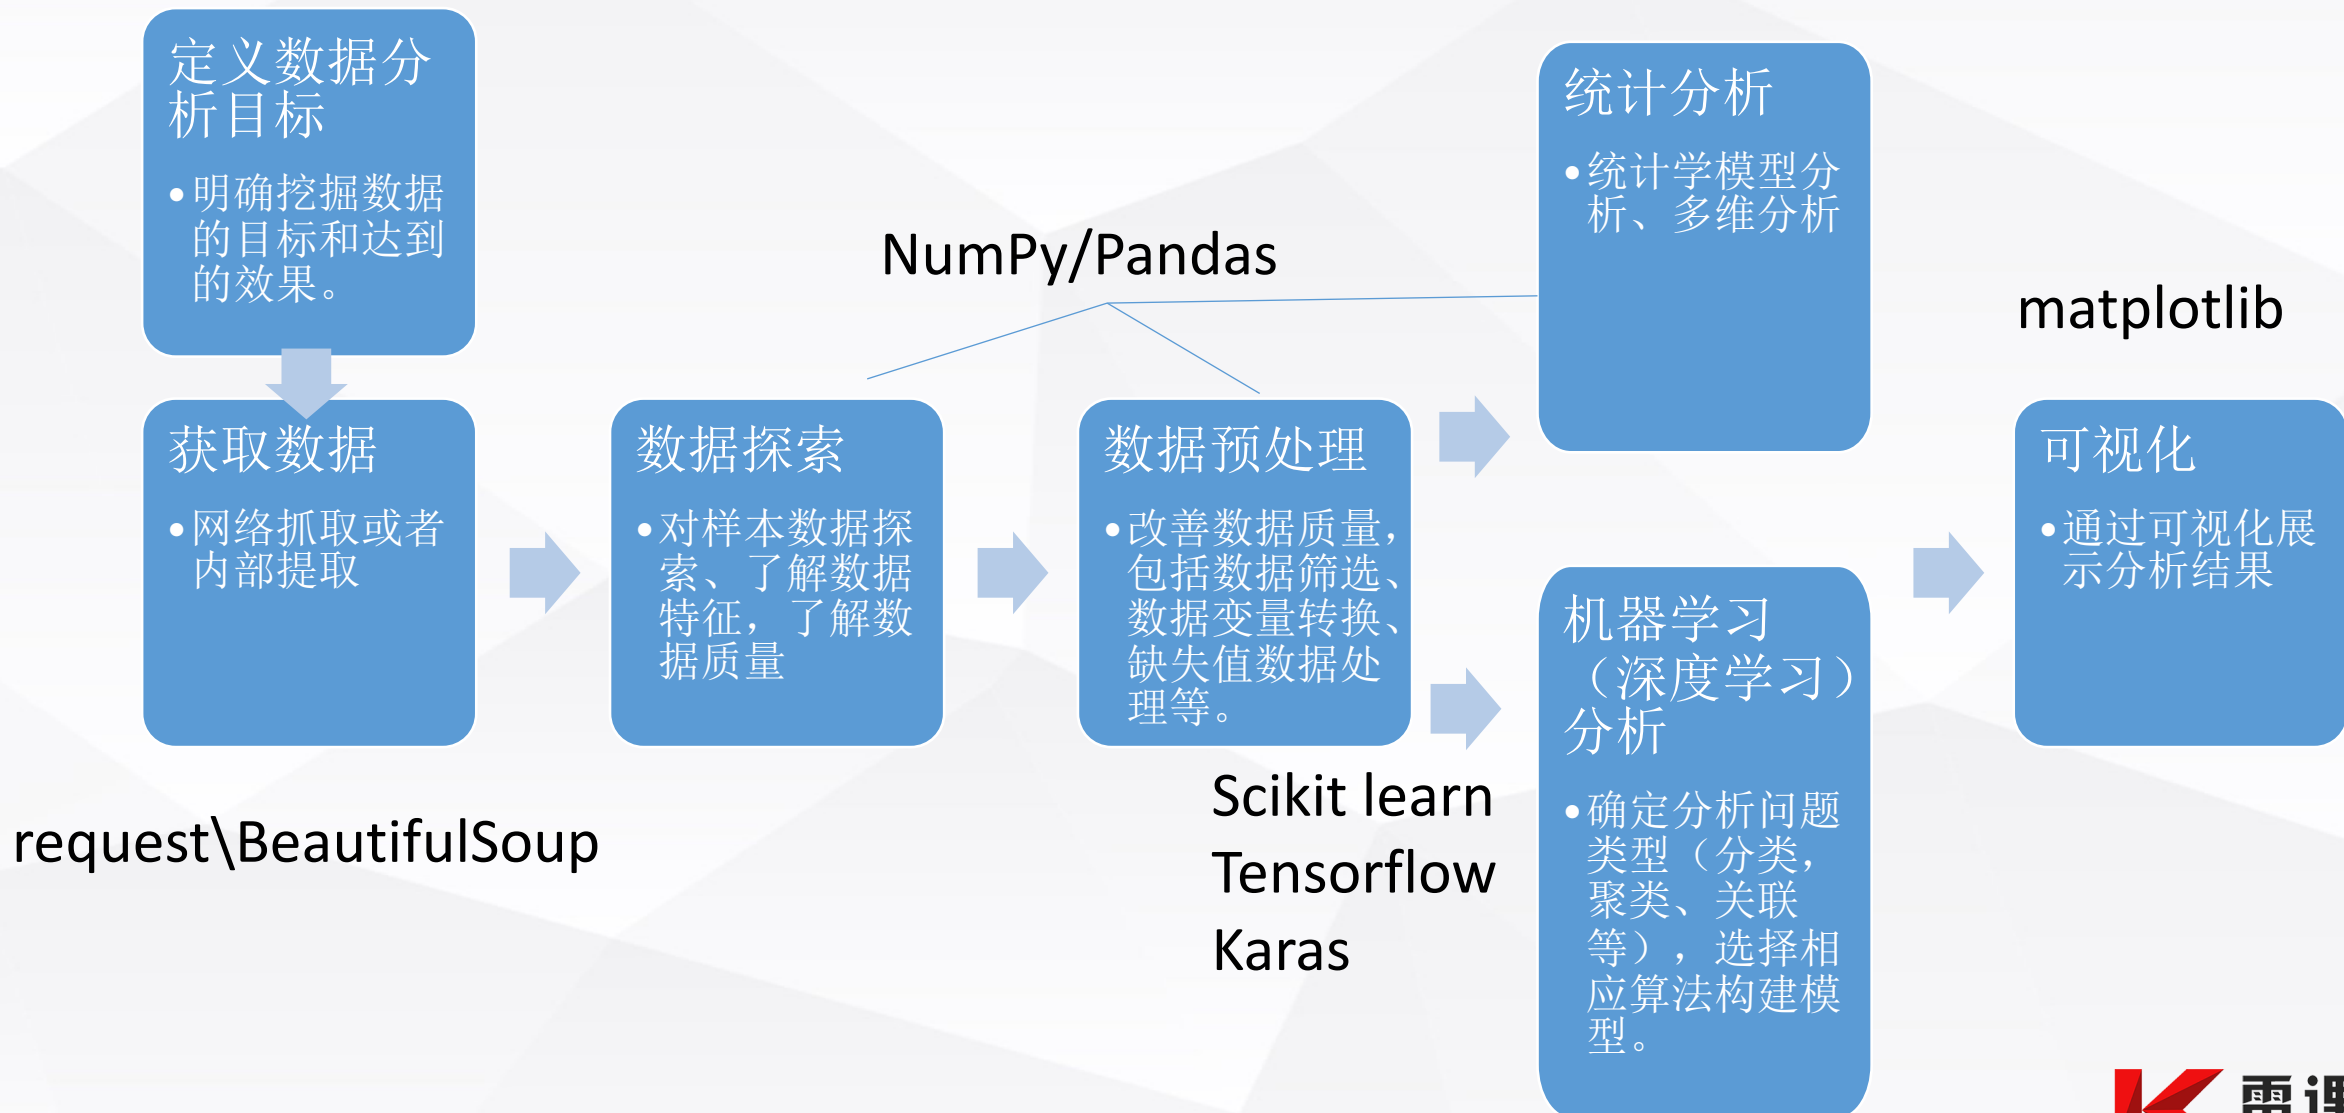 定义数据分
析目标
•明确挖掘数据
的目标和达到
的效果。
获取数据
•网络抓取或者
内部提取
request\BeautifulSoup
NumPy/Pandas
数据探索
•对样本数据探
索、了解数据
特征，了解数
据质量
数据预处理
•改善数据质量，
包括数据筛选、
数据变量转换、
缺失值数据处
理等。
统计分析
•统计学模型分
析、多维分析
Scikit learn
Tensorflow
Karas
机器学习
（深度学习）
分析
•确定分析问题
类型（分类，
聚类、关联
等），选择相
应算法构建模
型。
matplotlib
可视化
•通过可视化展
示分析结果